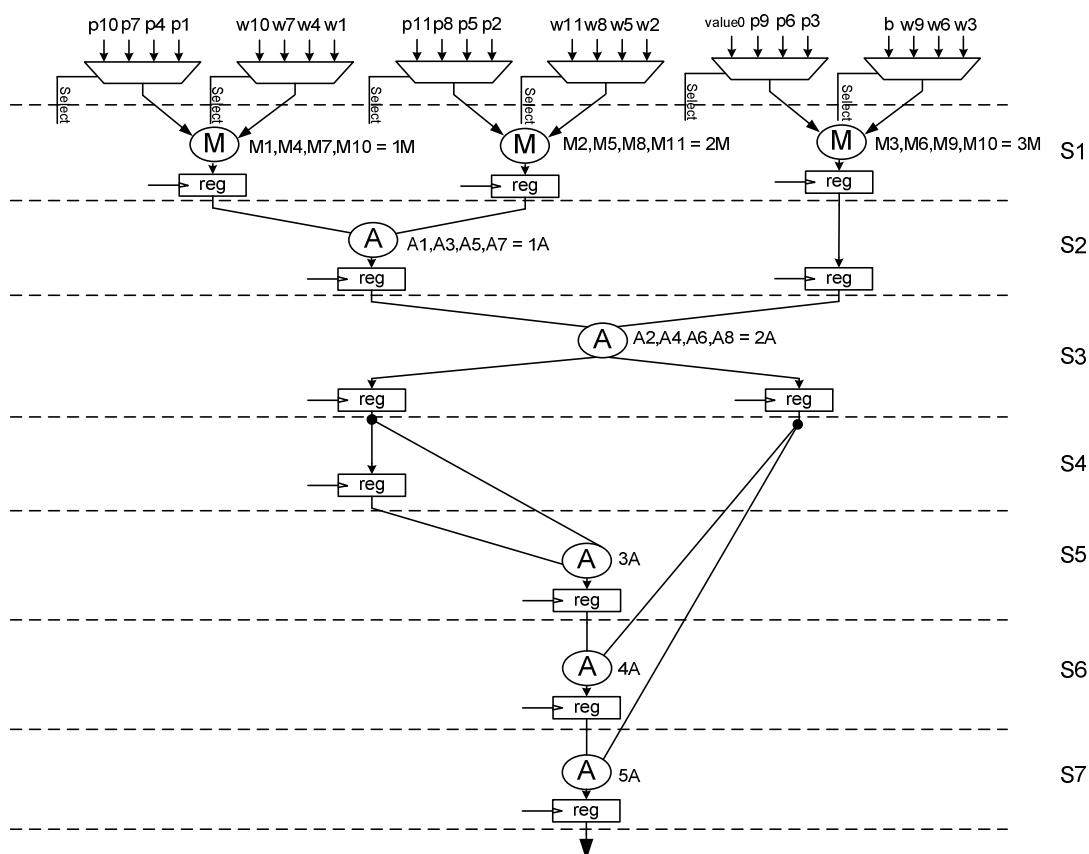 p10 p7 p4 p1
w10 w7 w4 w1
p11 p8 p5 p2
w11 w8 w5 w2
value0 p9 p6 p3
b w9 w6 w3
Select
Select
Select
Select
Select
Select
M
M1,M4,M7,M10 = 1M
M
M2,M5,M8,M11 = 2M
M
M3,M6,M9,M10 = 3M
S1
reg
reg
reg
A
A1,A3,A5,A7 = 1A
S2
reg
reg
A
A2,A4,A6,A8 = 2A
S3
reg
reg
S4
reg
A
3A
S5
reg
A
4A
S6
reg
A
5A
S7
reg